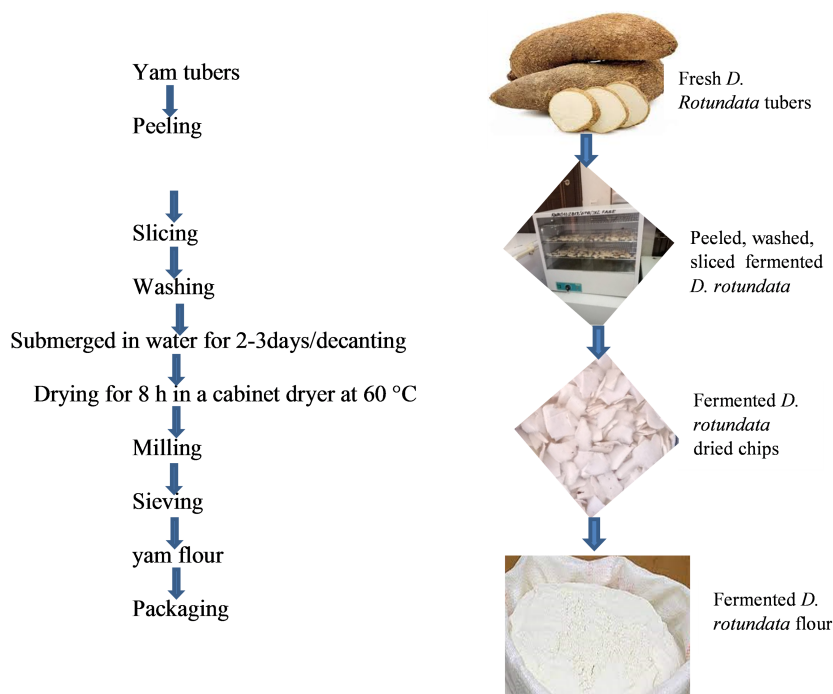 Yam tubers
Peeling
Slicing
Washing
Submerged in water for 2-3days/decanting
Drying for 8 h in a cabinet dryer at 60 °C
Milling
Sieving
yam flour
Packaging
Fresh D.
Rotundata tubers
Peeled, washed,
sliced fermented
D. rotundata
Fermented D.
rotundata
dried chips
Fermented D.
rotundata flour